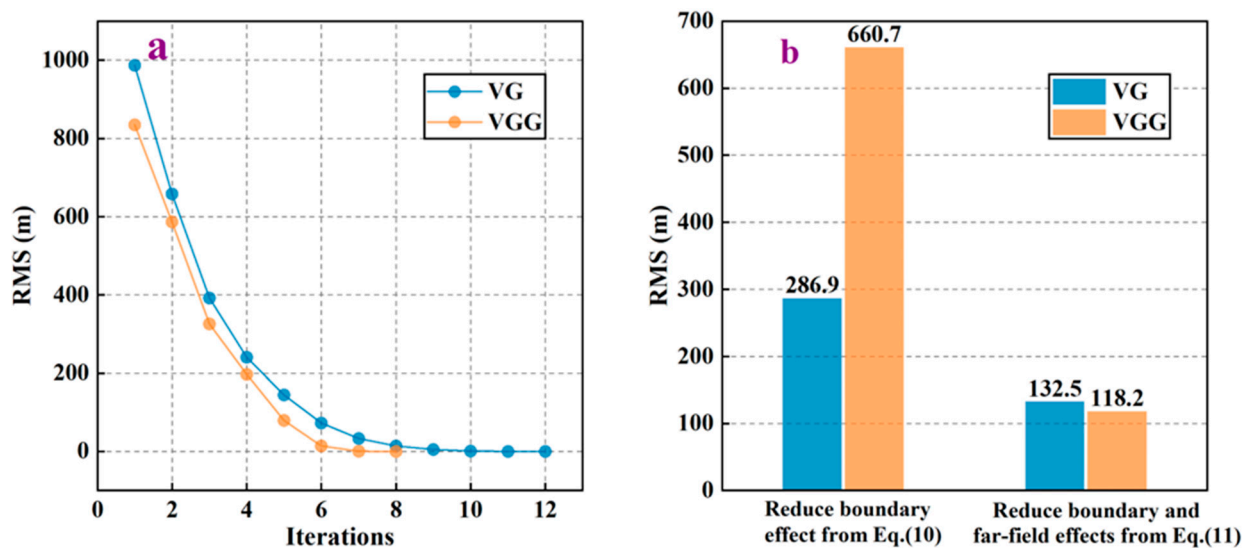 a
1000
800
600
400
200
0
RMS (m)
VG
VGG
0
2
4
6
8
10
12
Iterations
b
700
600
500
400
300
200
100
0
RMS (m)
VG
VGG
286.9
660.7
132.5
118.2
Reduce boundary
effect from Eq.(10)
Reduce boundary and
far-field effects from Eq.(11)